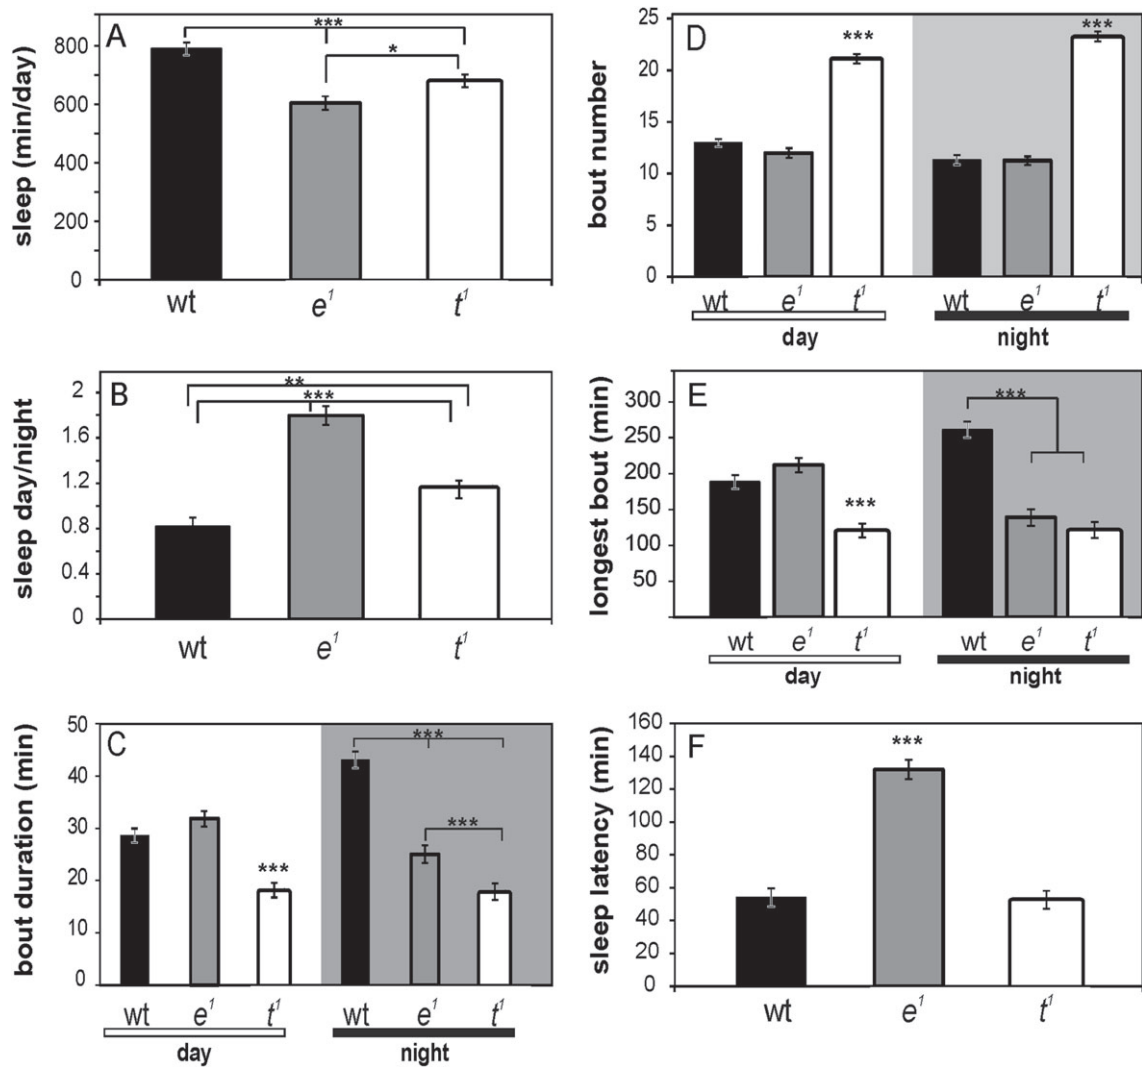 A
sleep (min/day)
800
600
400
200
0
***
*
wt
e¹
t¹
B
sleep day/night
2
1.6
1.2
0.8
0.4
0
**
***
wt
e¹
t¹
C
bout duration (min)
50
40
30
20
10
0
***
***
***
wt
e¹
t¹
wt
e¹
t¹
day
night
D
bout number
25
20
15
10
5
0
***
***
wt
e¹
t¹
wt
e¹
t¹
day
night
E
longest bout (min)
300
250
200
150
100
50
***
***
wt
e¹
t¹
wt
e¹
t¹
day
night
F
sleep latency (min)
160
140
120
100
80
60
40
20
0
***
wt
e¹
t¹